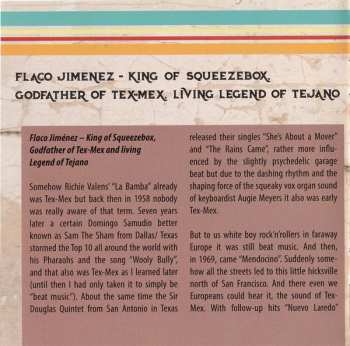 FLACO JIMENEZ - KING OF SQUEEZEBOX,
GODFATHER OF TEX-MEX, LIVING LEGEND OF TEJANO
Flaco Jiménez – King of Squeezebox,
Godfather of Tex-Mex and living
Legend of Tejano
Somehow Richie Valens' "La Bamba" already
was Tex-Mex but back then in 1958 nobody
was really aware of that term. Seven years
later a certain Domingo Samudio better
known as Sam The Sham from Dallas/ Texas
stormed the Top 10 all around the world with
his Pharaohs and the song "Wooly Bully",
and that also was Tex-Mex as I learned later
(until then I had only taken it to simply be
"beat music"). About the same time the Sir
Douglas Quintet from San Antonio in Texas
released their singles "She's About a Mover"
and "The Rains Came", rather more influ-
enced by the slightly psychedelic garage
beat but due to the dashing rhythm and the
shaping force of the squeaky vox organ sound
of keyboardist Augie Meyers it also was early
Tex-Mex.
But to us white boy rock'n'rollers in faraway
Europe it was still beat music. And then,
in 1969, came "Mendocino". Suddenly some-
how all the streets led to this little hicksville
north of San Francisco. And there even we
Europeans could hear it, the sound of Tex-
Mex. With follow-up hits "Nuevo Laredo"